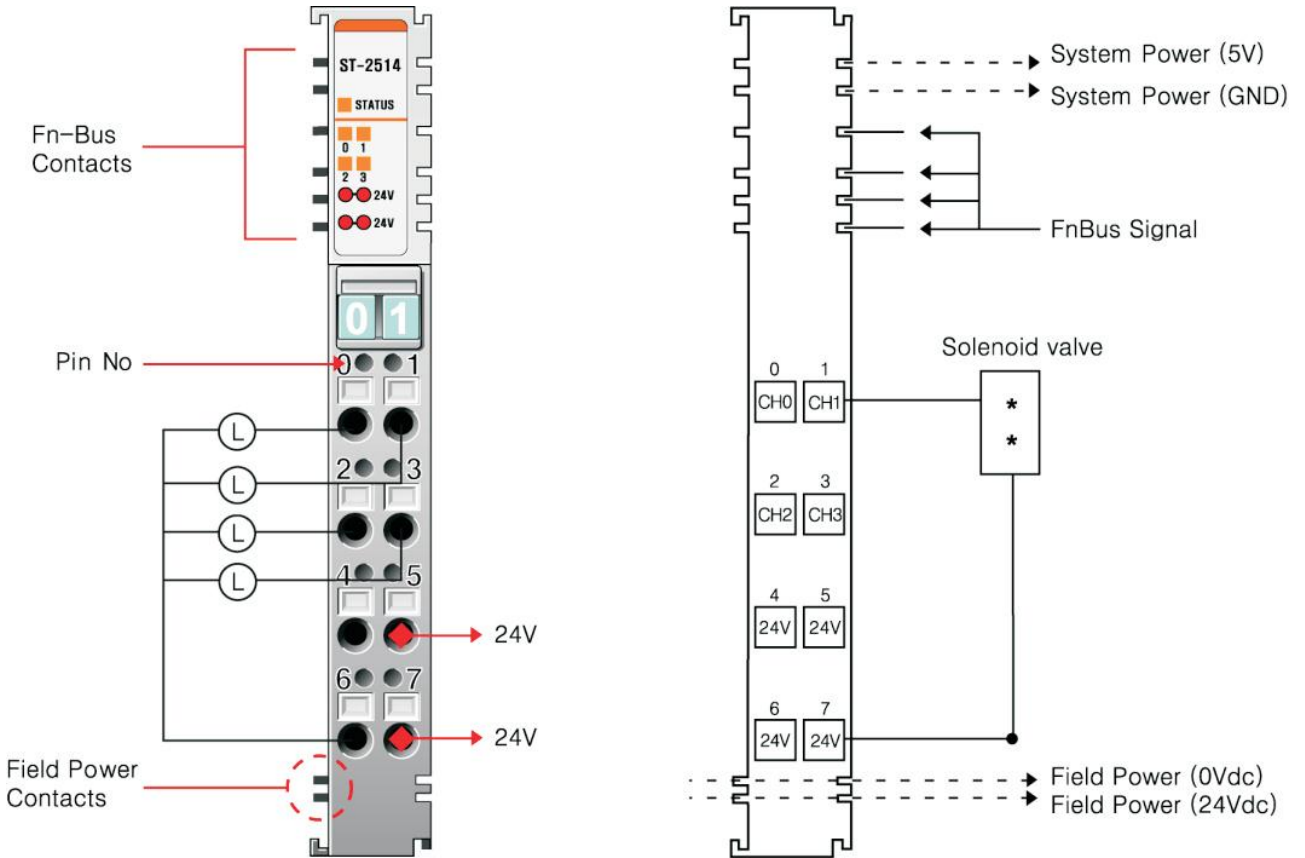 ST-2514
STATUS
0 1
2 3
24V
24V
Fn-Bus
Contacts
01
Pin No
0 1
L
2 3
L
L
4 5
L
24V
6 7
24V
Field Power
Contacts
System Power (5V)
System Power (GND)
FnBus Signal
Solenoid valve
0 1
CH0 CH1
*
*
2 3
CH2 CH3
4 5
24V 24V
6 7
24V 24V
Field Power (0Vdc)
Field Power (24Vdc)